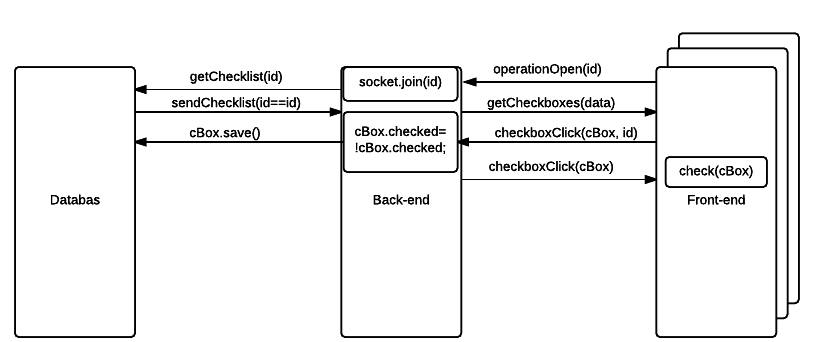 operationOpen(id)
getChecklist(id)
socket.join(id)
sendChecklist(id==id)
getCheckboxes(data)
cBox.save()
cBox.checked=
!cBox.checked;
checkboxClick(cBox, id)
checkboxClick(cBox)
check(cBox)
Databas
Back-end
Front-end